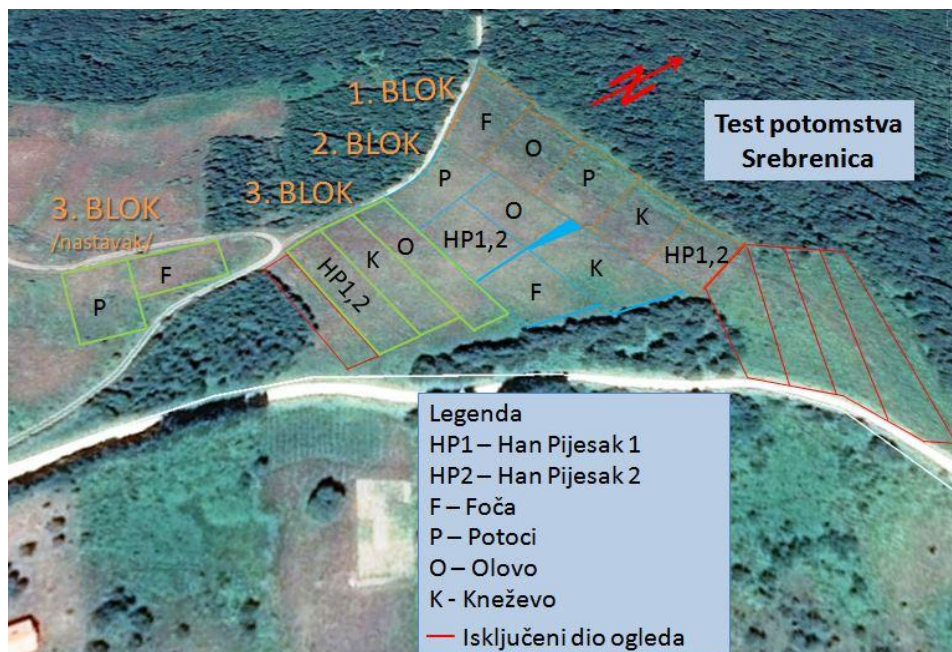 1. BLOK
2. BLOK
3. BLOK
3. BLOK
/nastavak/
Test potomstva
Srebrenica
F
O
P
K
HP1,2
P
O
HP1,2
K
F
O
K
HP1,2
F
P
Legenda
HP1 – Han Pijesak 1
HP2 – Han Pijesak 2
F – Foča
P – Potoci
O – Olovo
K - Kneževo
Isključeni dio ogleda